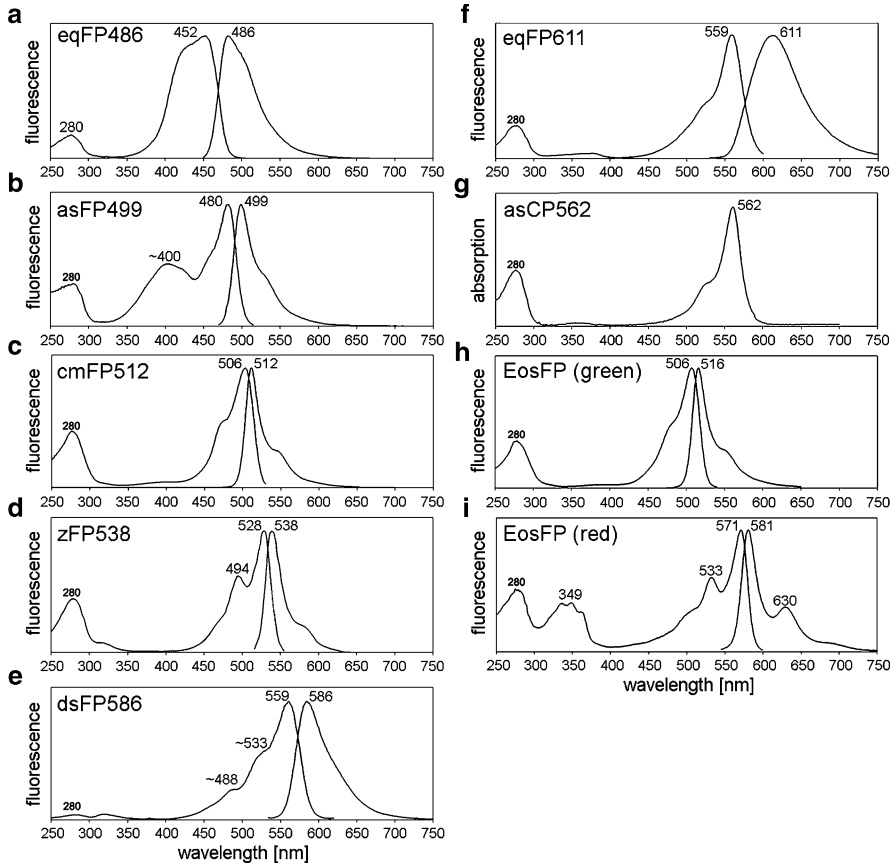 a
eqFP486
452
486
280
fluorescence
250 300 350 400 450 500 550 600 650 700 750
b
asFP499
480
499
~400
280
fluorescence
250 300 350 400 450 500 550 600 650 700 750
c
cmFP512
506
512
280
fluorescence
250 300 350 400 450 500 550 600 650 700 750
d
zFP538
528
538
494
280
fluorescence
250 300 350 400 450 500 550 600 650 700 750
e
dsFP586
559
586
~533
~488
280
fluorescence
250 300 350 400 450 500 550 600 650 700 750
wavelength [nm]
f
eqFP611
559
611
280
fluorescence
250 300 350 400 450 500 550 600 650 700 750
g
asCP562
562
280
absorption
250 300 350 400 450 500 550 600 650 700 750
h
EosFP (green)
506
516
280
fluorescence
250 300 350 400 450 500 550 600 650 700 750
i
EosFP (red)
571
581
533
280
349
630
fluorescence
250 300 350 400 450 500 550 600 650 700 750
wavelength [nm]